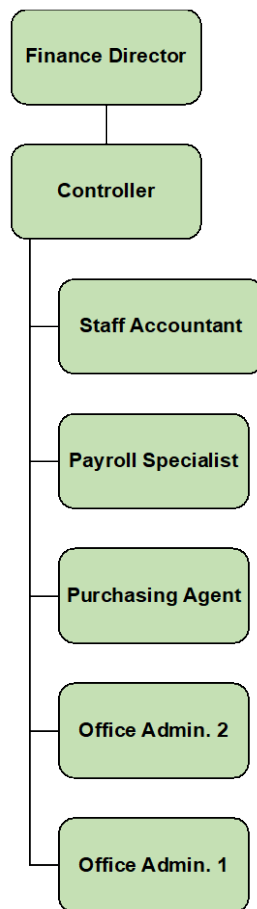 Finance Director
Controller
Staff Accountant
Payroll Specialist
Purchasing Agent
Office Admin. 2
Office Admin. 1